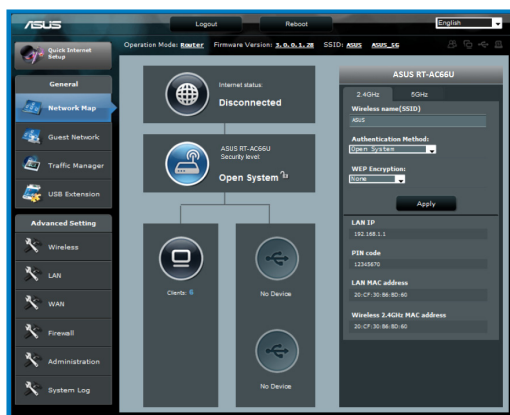 ASUS
Logout
Reboot
English
Quick Internet Setup
Operation Mode: Router Firmware Version: 3.0.0.1.28 SSID: ASUS ASUS_5G
General
Network Map
Guest Network
Traffic Manager
USB Extension
Advanced Setting
Wireless
LAN
WAN
Firewall
Administration
System Log
Internet status:
Disconnected
ASUS RT-AC66U
Security level:
Open System
Clients: 6
No Device
No Device
ASUS RT-AC66U
2.4GHz 5GHz
Wireless name(SSID)
ASUS
Authentication Method:
Open System
WEP Encryption:
None
Apply
LAN IP
192.168.1.1
PIN code
12345670
LAN MAC address
20:CF:30:B6:BD:60
Wireless 2.4GHz MAC address
20:CF:30:B6:BD:60